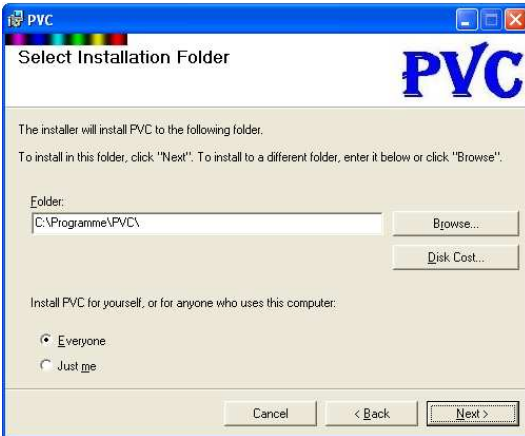 PVC
Select Installation Folder
PVC
The installer will install PVC to the following folder.
To install in this folder, click "Next". To install to a different folder, enter it below or click "Browse".
Folder:
C:\Programme\PVC\
Browse...
Disk Cost...
Install PVC for yourself, or for anyone who uses this computer:
Everyone
Just me
Cancel
< Back
Next >